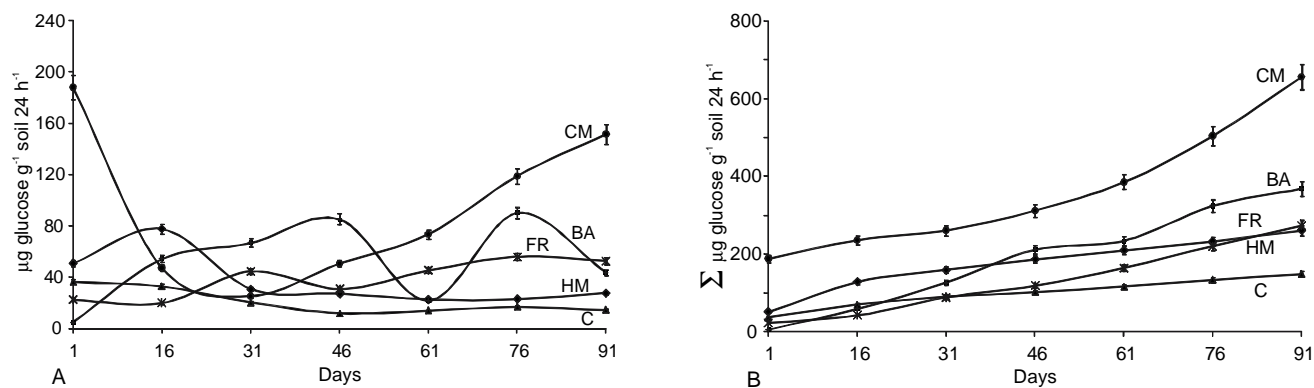 240
200
160
120
80
40
0
µg glucose g⁻¹ soil 24 h⁻¹
CM
BA
FR
HM
C
1 16 31 46 61 76 91
Days
A
800
600
400
200
0
Σ µg glucose g⁻¹ soil 24 h⁻¹
CM
BA
FR
HM
C
1 16 31 46 61 76 91
Days
B